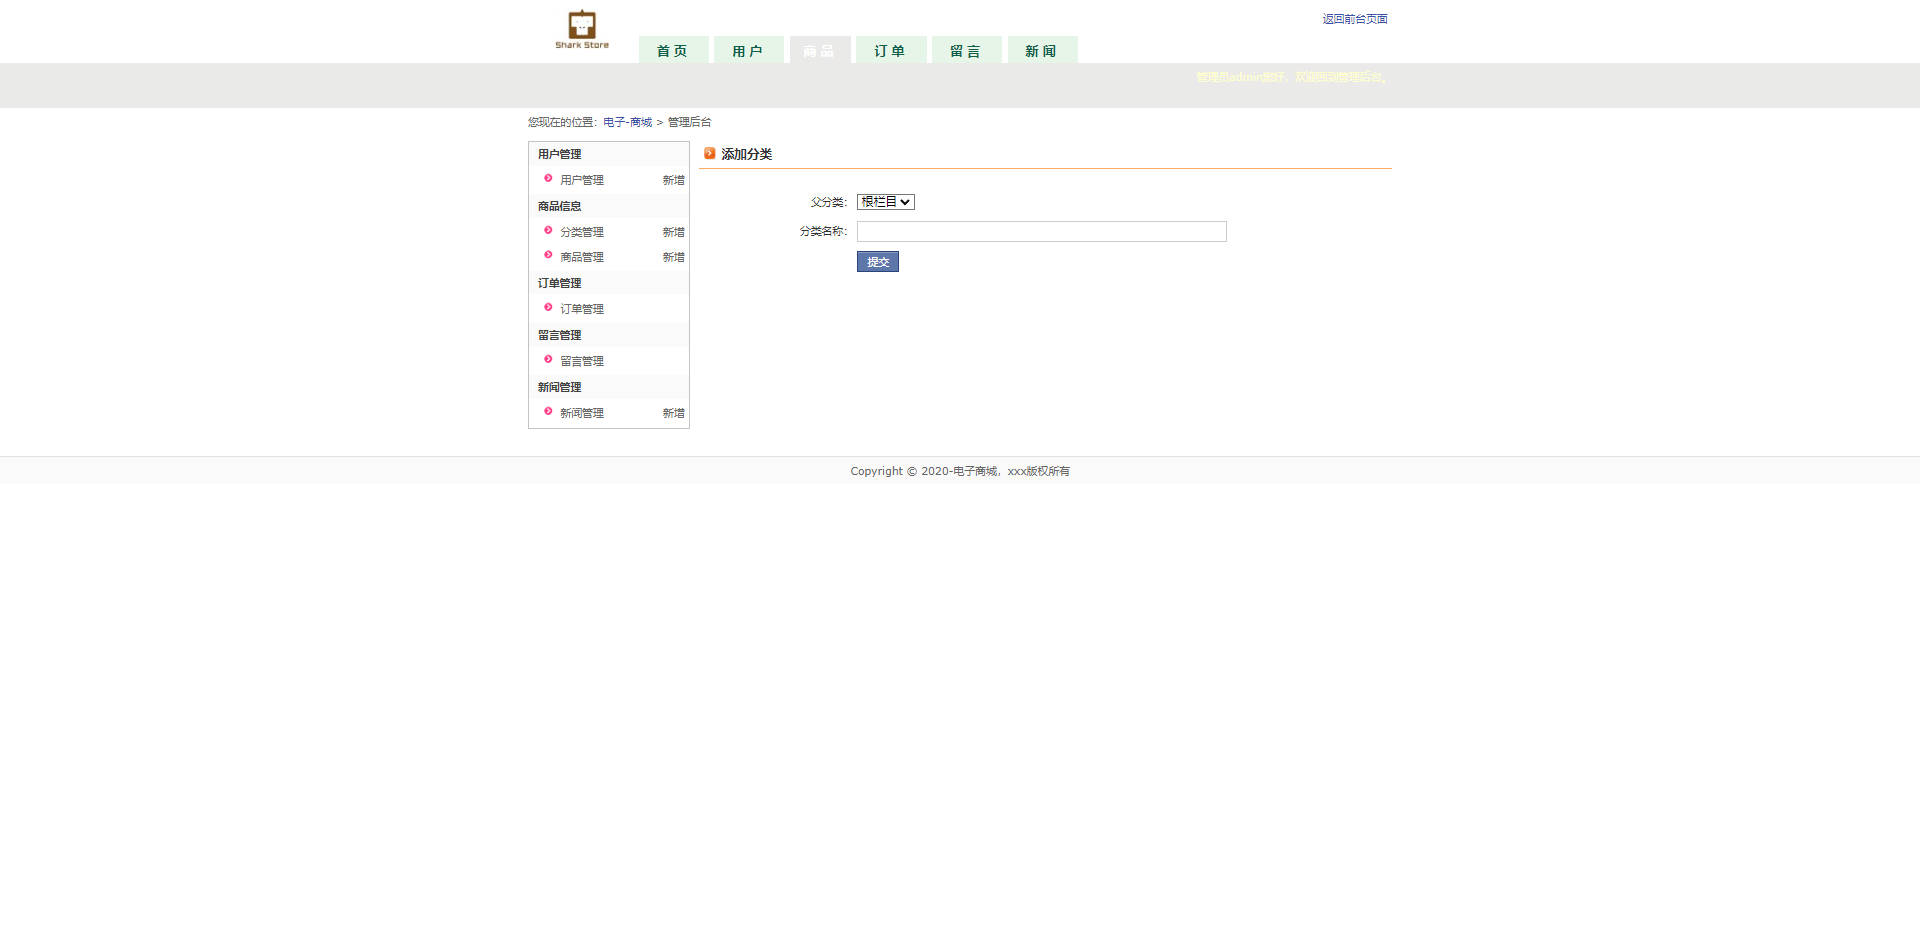 Shark Store
返回前台页面
首 页 用 户 商 品 订 单 留 言 新 闻
管理员admin您好，欢迎回到管理后台。
您现在的位置：电子-商城 > 管理后台
用户管理
用户管理 新增
商品信息
分类管理 新增
商品管理 新增
订单管理
订单管理
留言管理
留言管理
新闻管理
新闻管理 新增
添加分类
父分类： 根栏目
分类名称：
提交
Copyright © 2020-电子商城，xxx版权所有